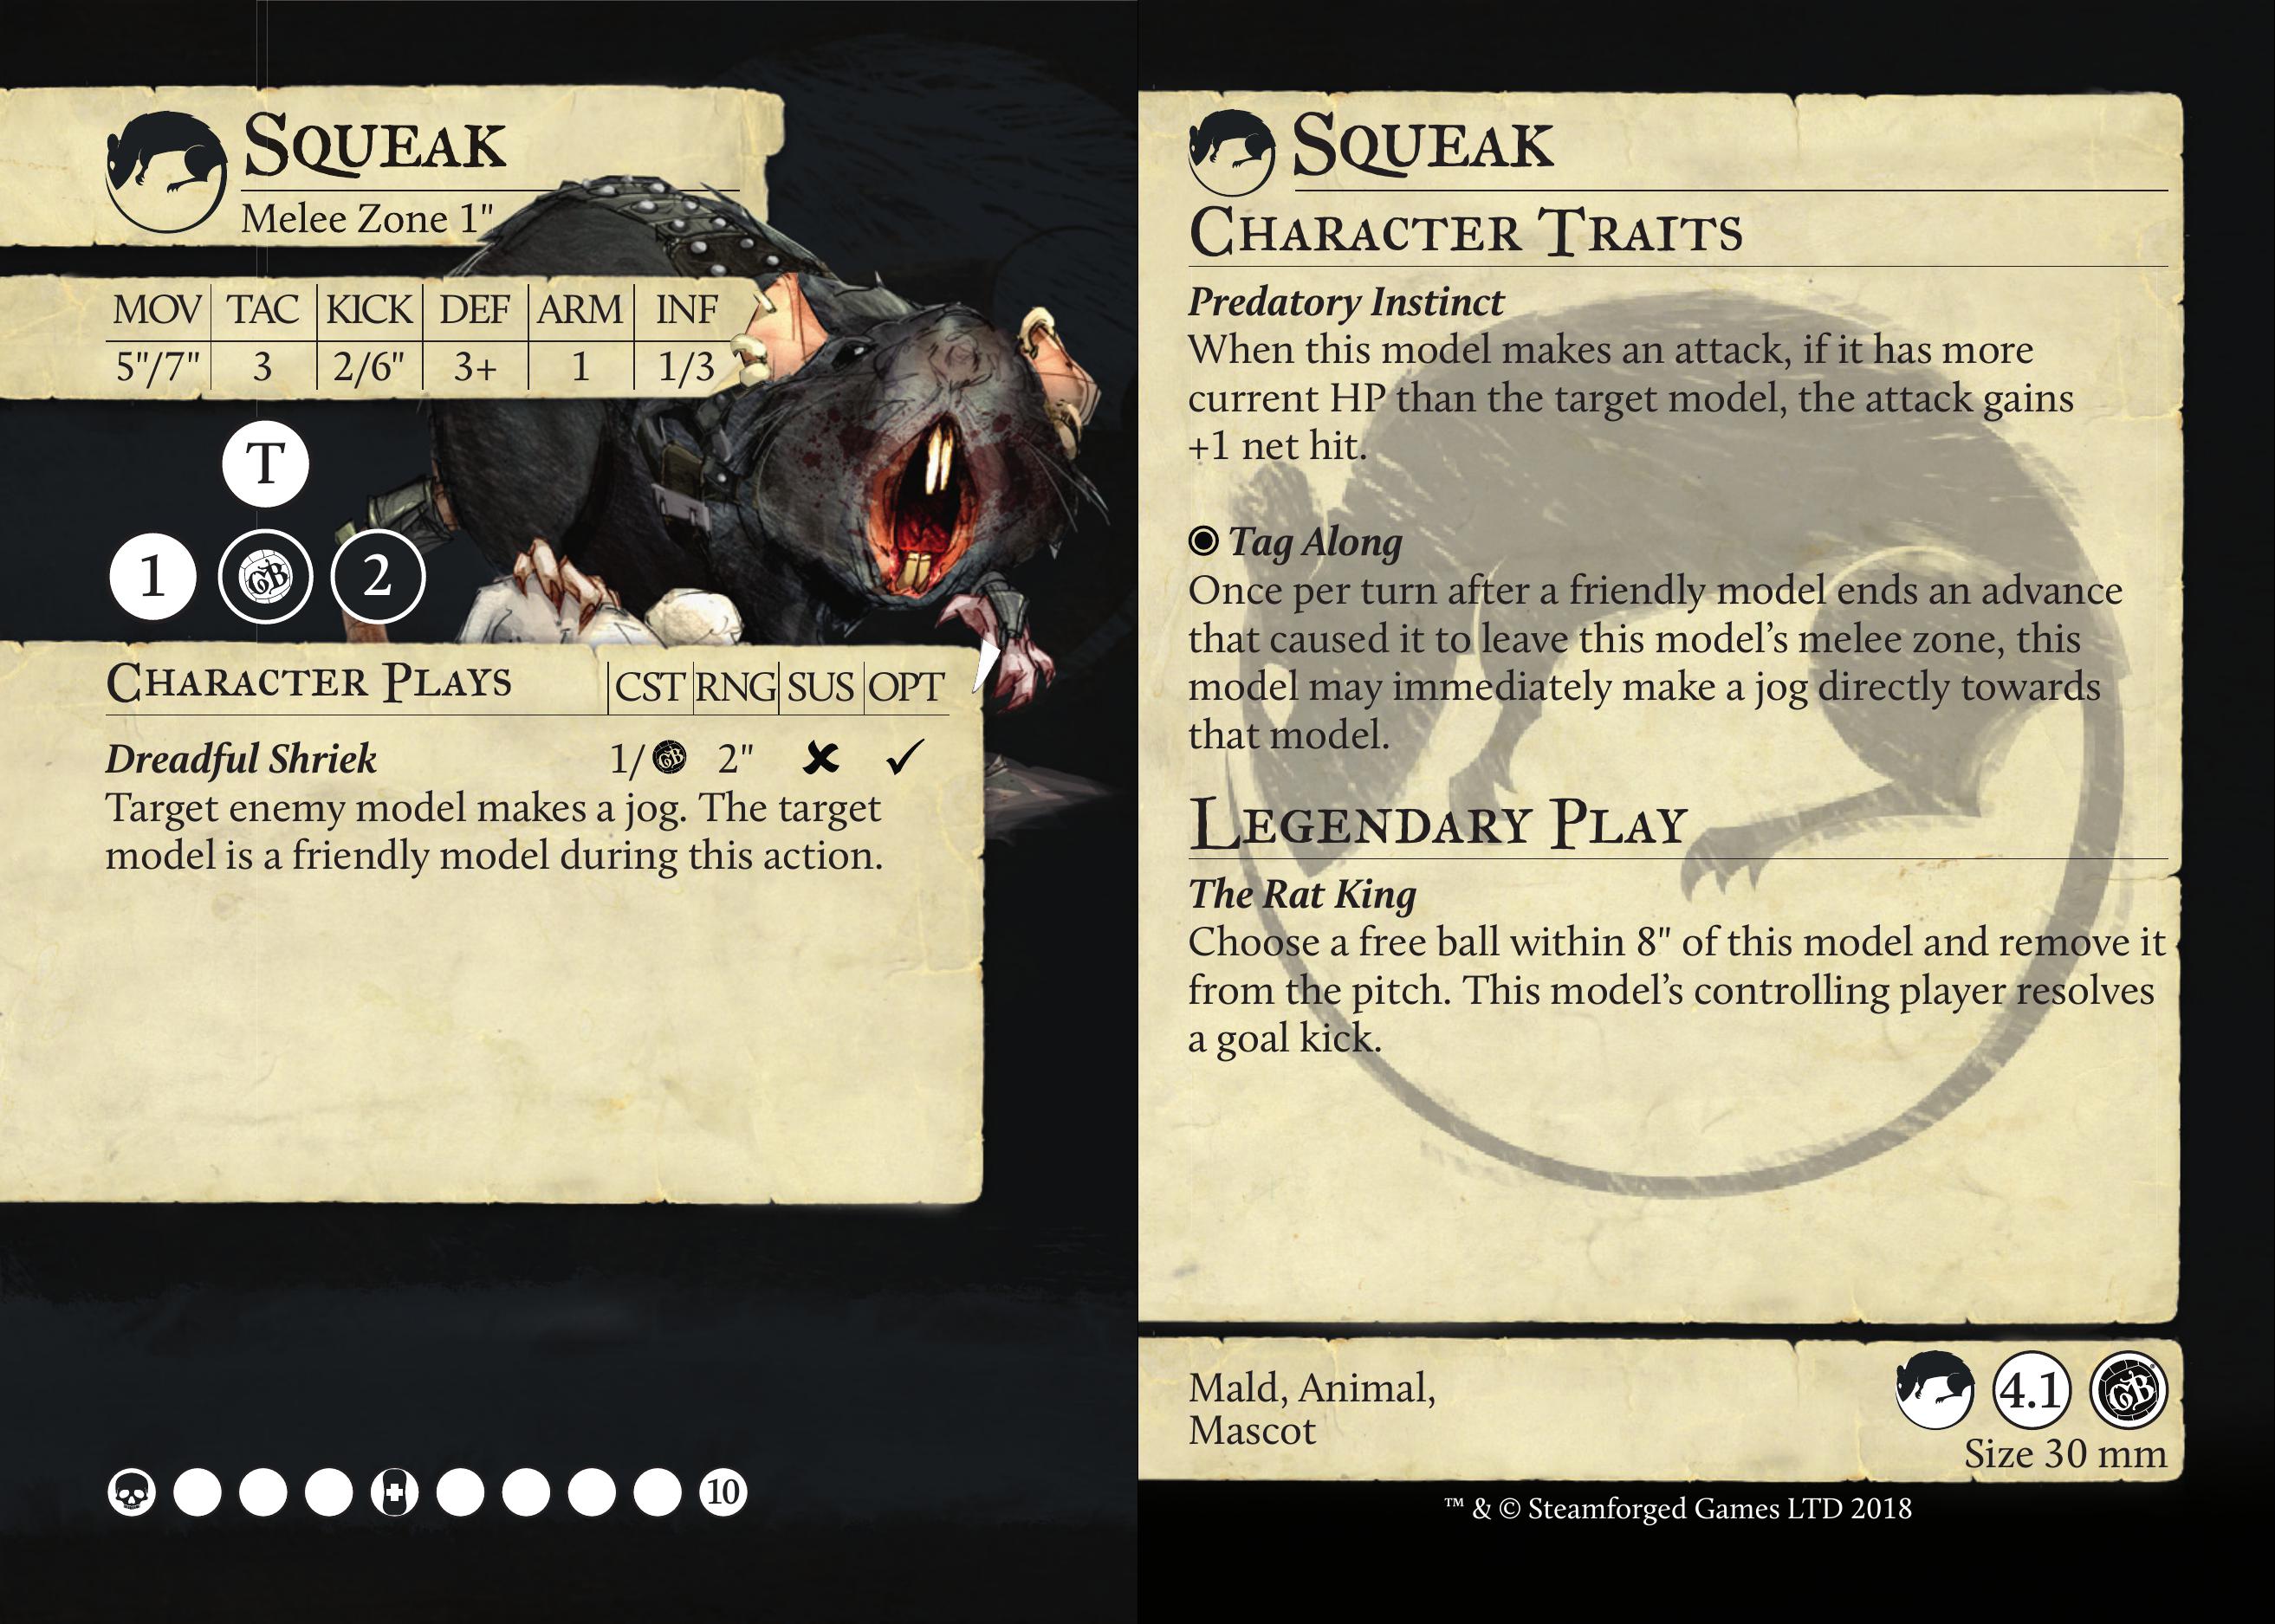 SQUEAK
Melee Zone 1"
MOV TAC KICK DEF ARM INF
5"/7" 3 2/6" 3+ 1 1/3
T
1 GB 2
CHARACTER PLAYS CST RNG SUS OPT
Dreadful Shriek 1/GB 2" ✘ ✓
Target enemy model makes a jog. The target
model is a friendly model during this action.
10
SQUEAK
CHARACTER TRAITS
Predatory Instinct
When this model makes an attack, if it has more
current HP than the target model, the attack gains
+1 net hit.
Tag Along
Once per turn after a friendly model ends an advance
that caused it to leave this model’s melee zone, this
model may immediately make a jog directly towards
that model.
LEGENDARY PLAY
The Rat King
Choose a free ball within 8" of this model and remove it
from the pitch. This model’s controlling player resolves
a goal kick.
Mald, Animal,
Mascot
4.1 GB
Size 30 mm
™ & © Steamforged Games LTD 2018